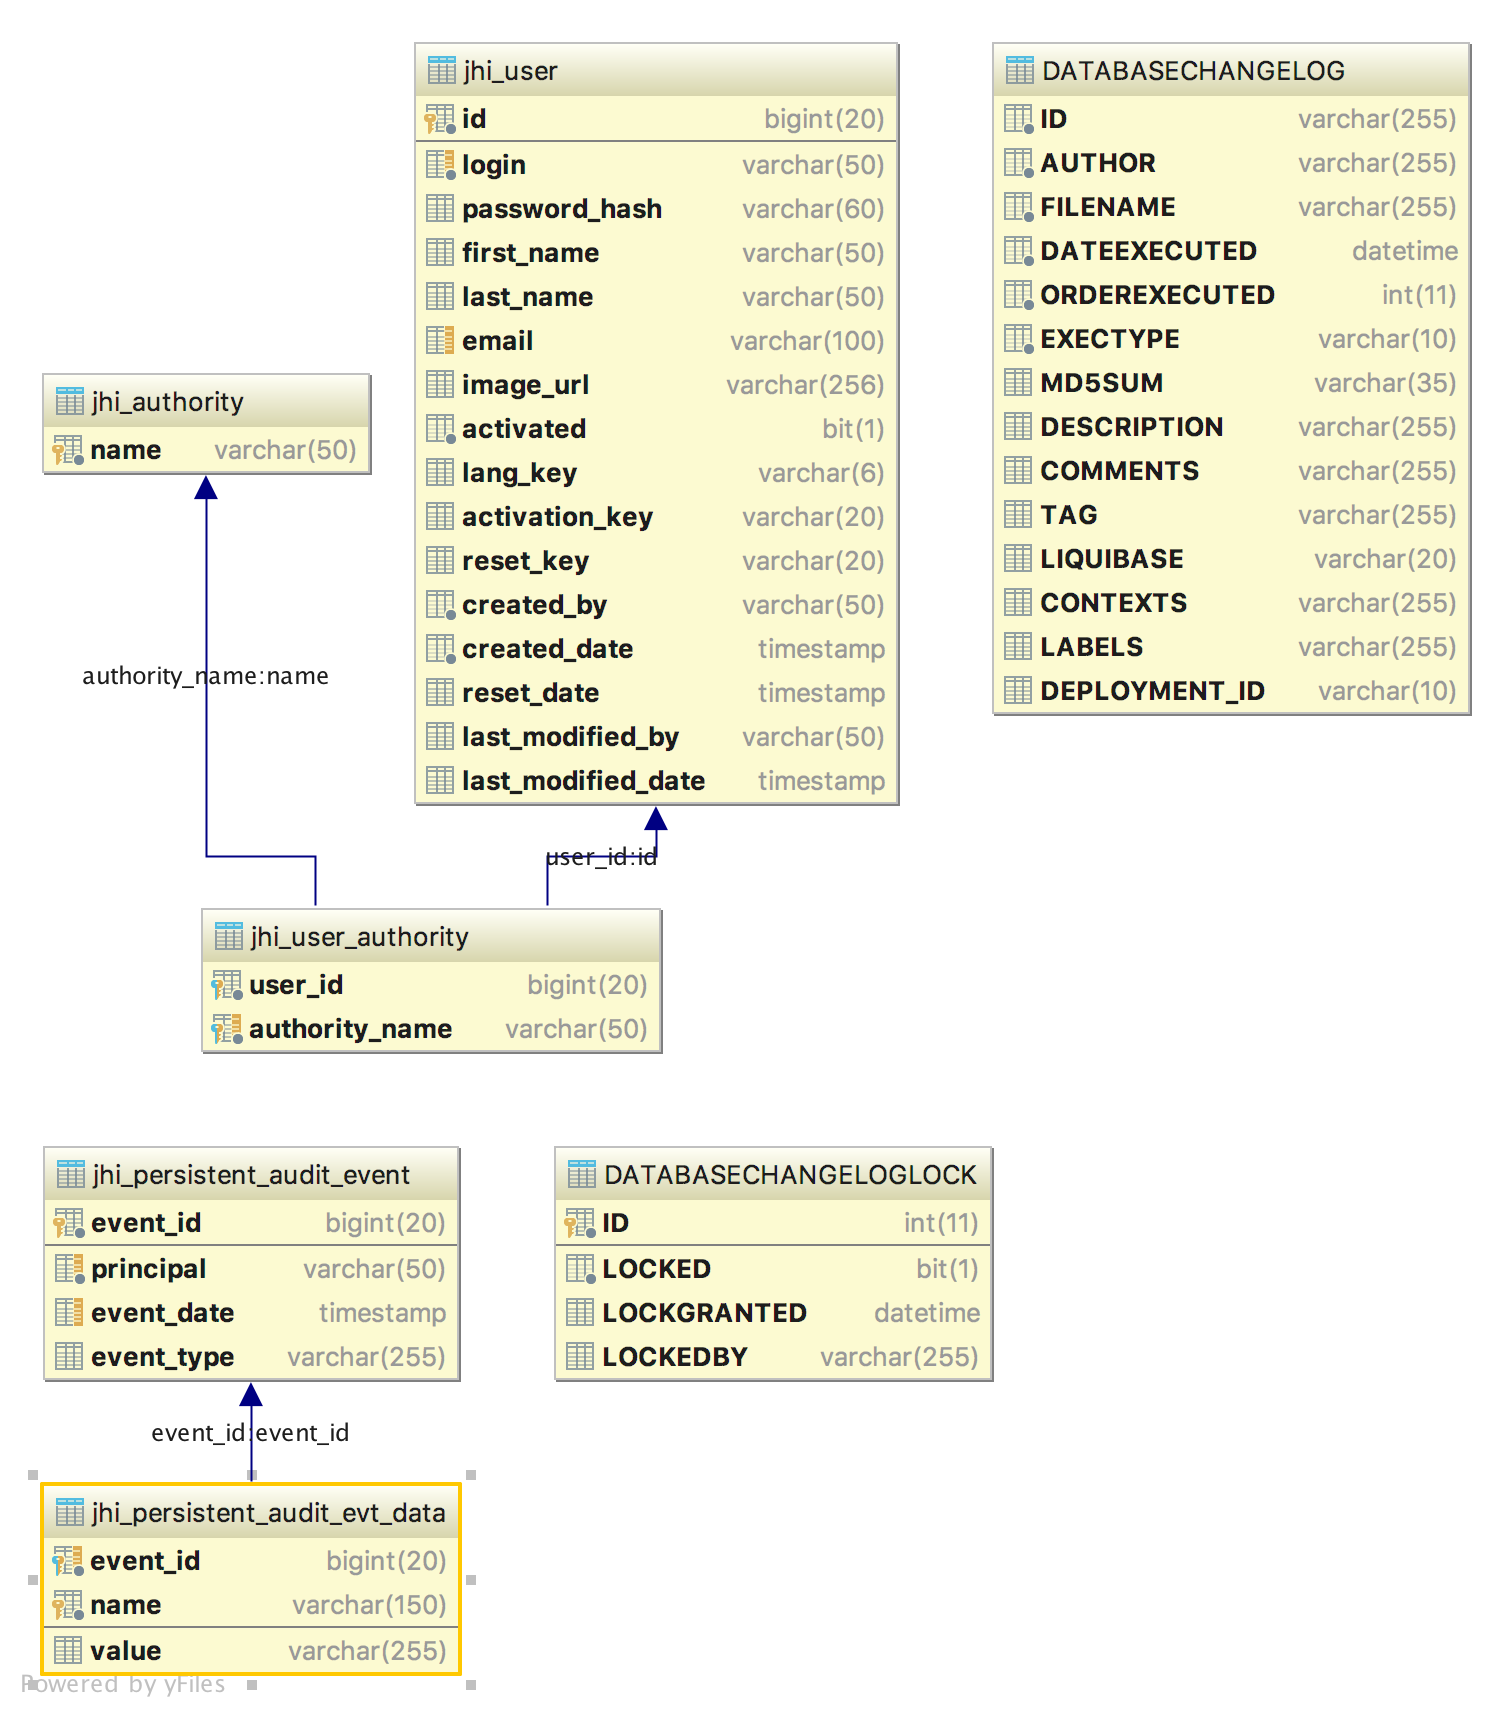 jhi_user
id bigint(20)
login varchar(50)
password_hash varchar(60)
first_name varchar(50)
last_name varchar(50)
email varchar(100)
image_url varchar(256)
activated bit(1)
lang_key varchar(6)
activation_key varchar(20)
reset_key varchar(20)
created_by varchar(50)
created_date timestamp
reset_date timestamp
last_modified_by varchar(50)
last_modified_date timestamp
DATABASECHANGELOG
ID varchar(255)
AUTHOR varchar(255)
FILENAME varchar(255)
DATEEXECUTED datetime
ORDEREXECUTED int(11)
EXECTYPE varchar(10)
MD5SUM varchar(35)
DESCRIPTION varchar(255)
COMMENTS varchar(255)
TAG varchar(255)
LIQUIBASE varchar(20)
CONTEXTS varchar(255)
LABELS varchar(255)
DEPLOYMENT_ID varchar(10)
jhi_authority
name varchar(50)
authority_name:name
user_id:id
jhi_user_authority
user_id bigint(20)
authority_name varchar(50)
jhi_persistent_audit_event
event_id bigint(20)
principal varchar(50)
event_date timestamp
event_type varchar(255)
DATABASECHANGELOGLOCK
ID int(11)
LOCKED bit(1)
LOCKGRANTED datetime
LOCKEDBY varchar(255)
event_id:event_id
jhi_persistent_audit_evt_data
event_id bigint(20)
name varchar(150)
value varchar(255)
Powered by yFiles